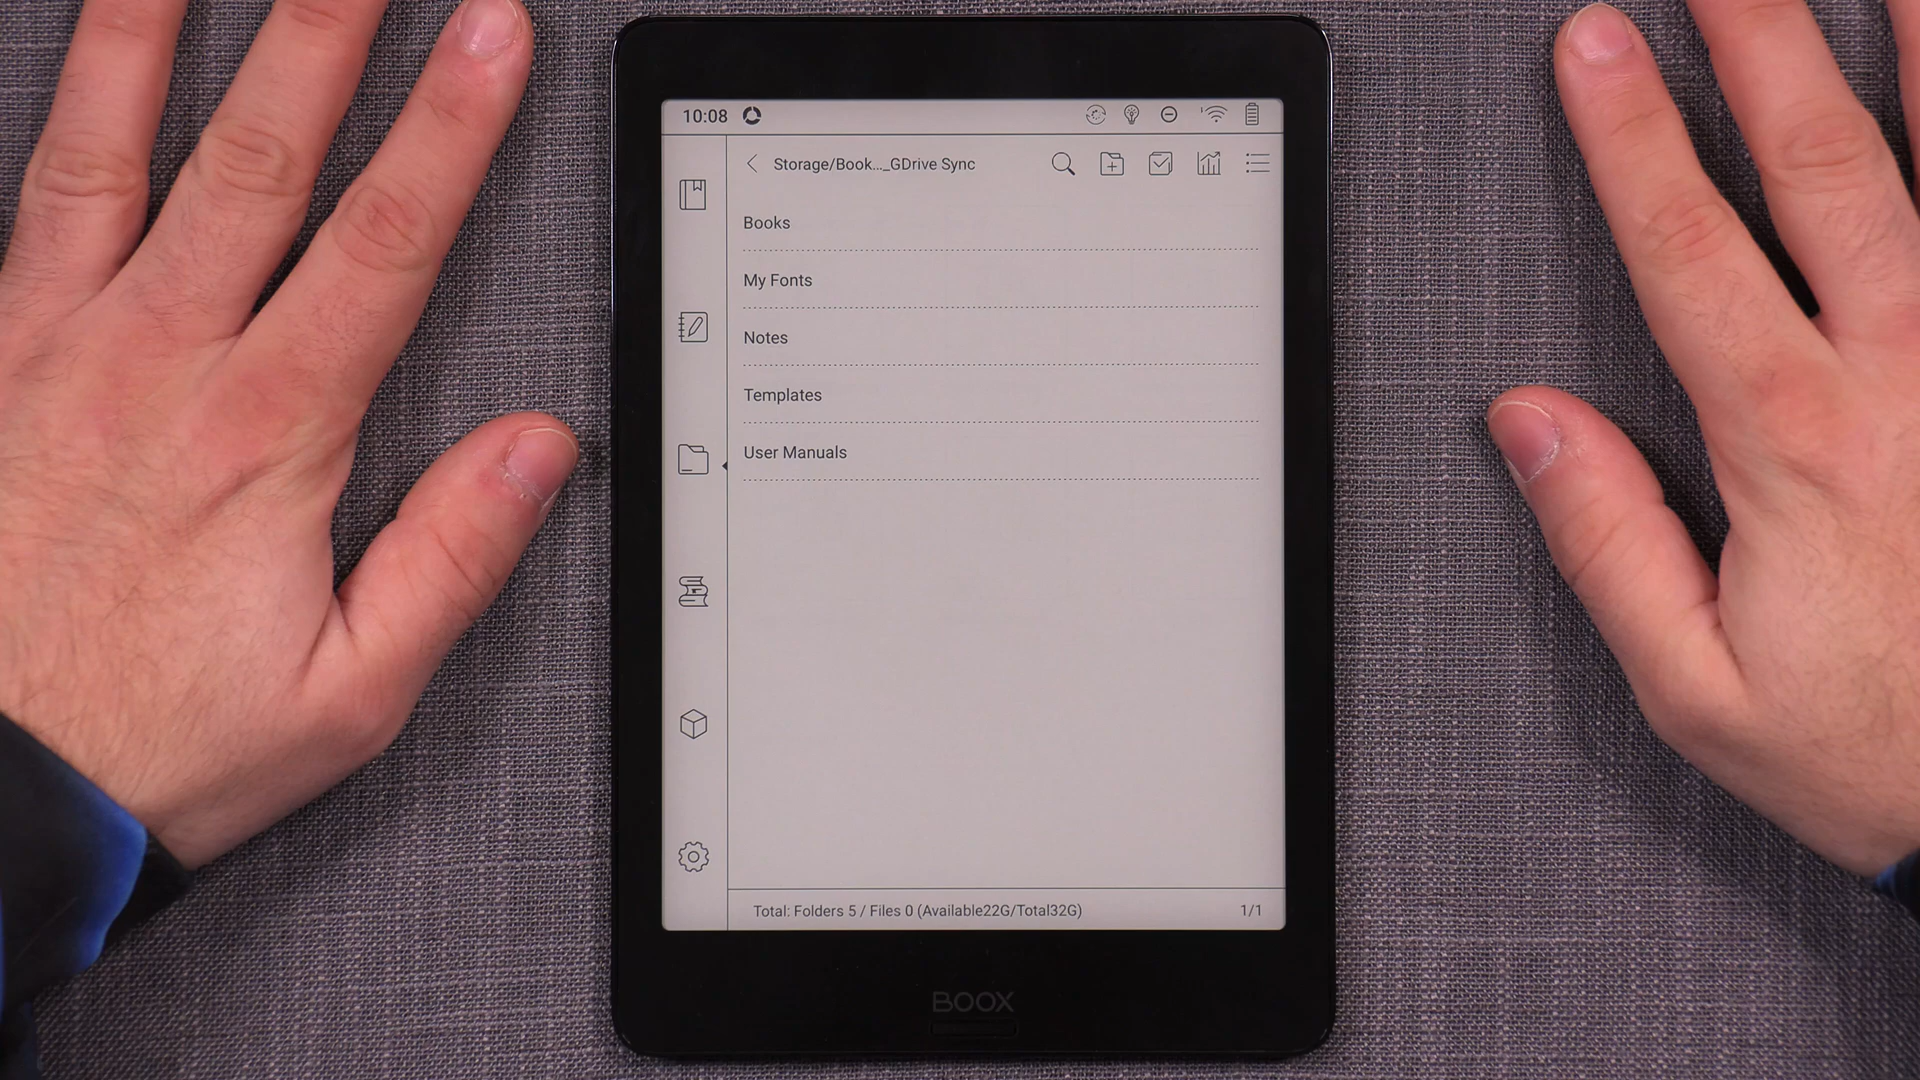 10:08
Storage/Book..._GDrive Sync
Books
My Fonts
Notes
Templates
User Manuals
Total: Folders 5 / Files 0 (Available22G/Total32G)
1/1
BOOX